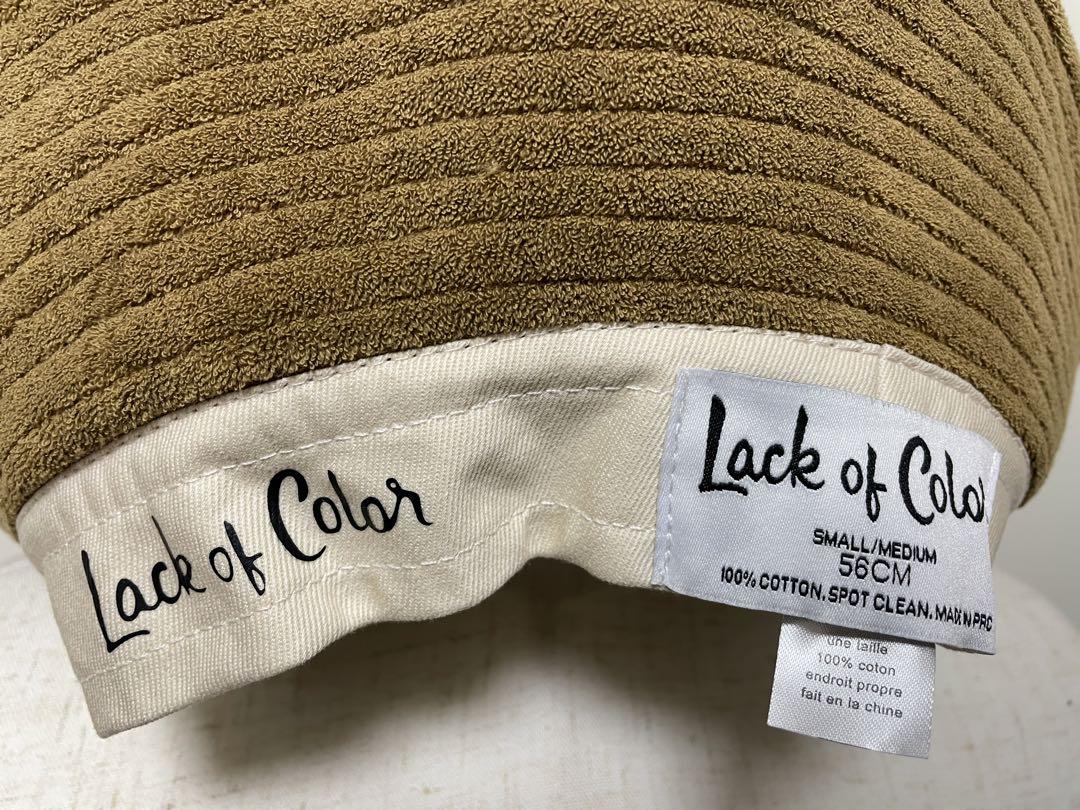 Lack of Color
Lack of Color
SMALL/MEDIUM
56CM
100% COTTON. SPOT CLEAN. MADE IN PRC
une taille
100% coton
endroit propre
fait en la chine